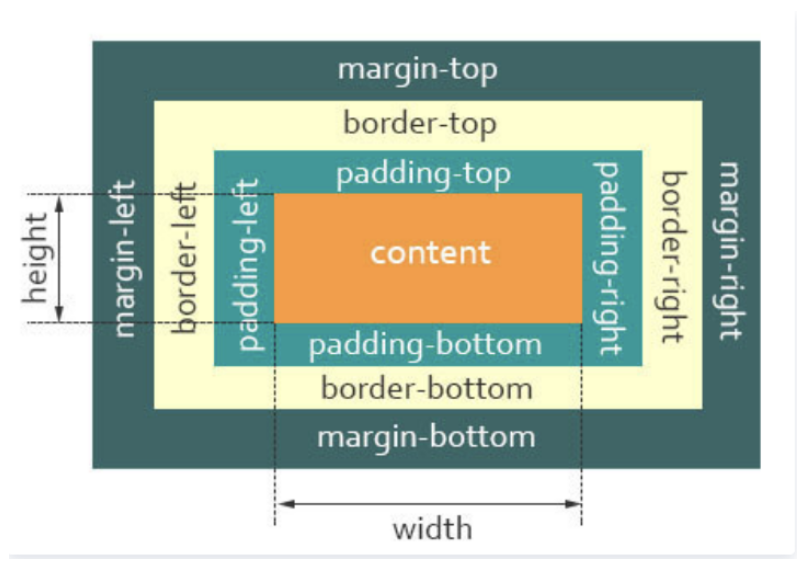 margin-top
border-top
padding-top
height
margin-left
border-left
padding-left
content
padding-right
border-right
margin-right
padding-bottom
border-bottom
margin-bottom
width